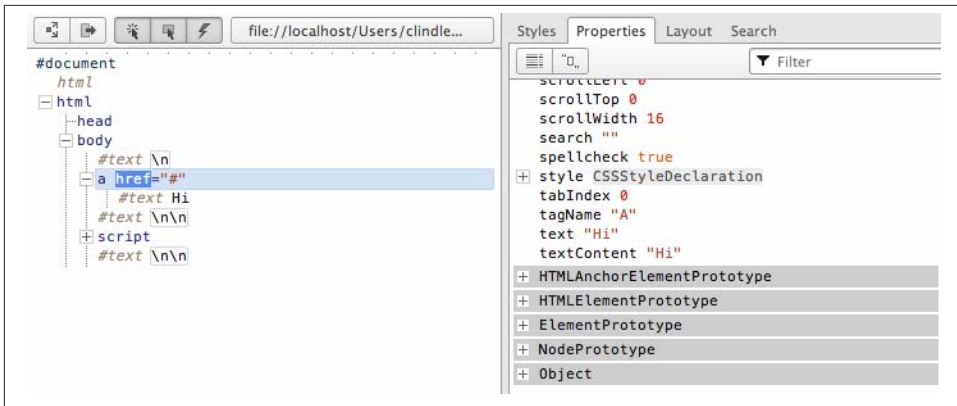 file://localhost/Users/clindle...
#document
html
html
head
body
#text \n
a href="#"
#text Hi
#text \n\n
script
#text \n\n
Styles Properties Layout Search
Filter
scrollLeft 0
scrollTop 0
scrollWidth 16
search ""
spellcheck true
style CSSStyleDeclaration
tabIndex 0
tagName "A"
text "Hi"
textContent "Hi"
HTMLAnchorElementPrototype
HTMLElementPrototype
ElementPrototype
NodePrototype
Object